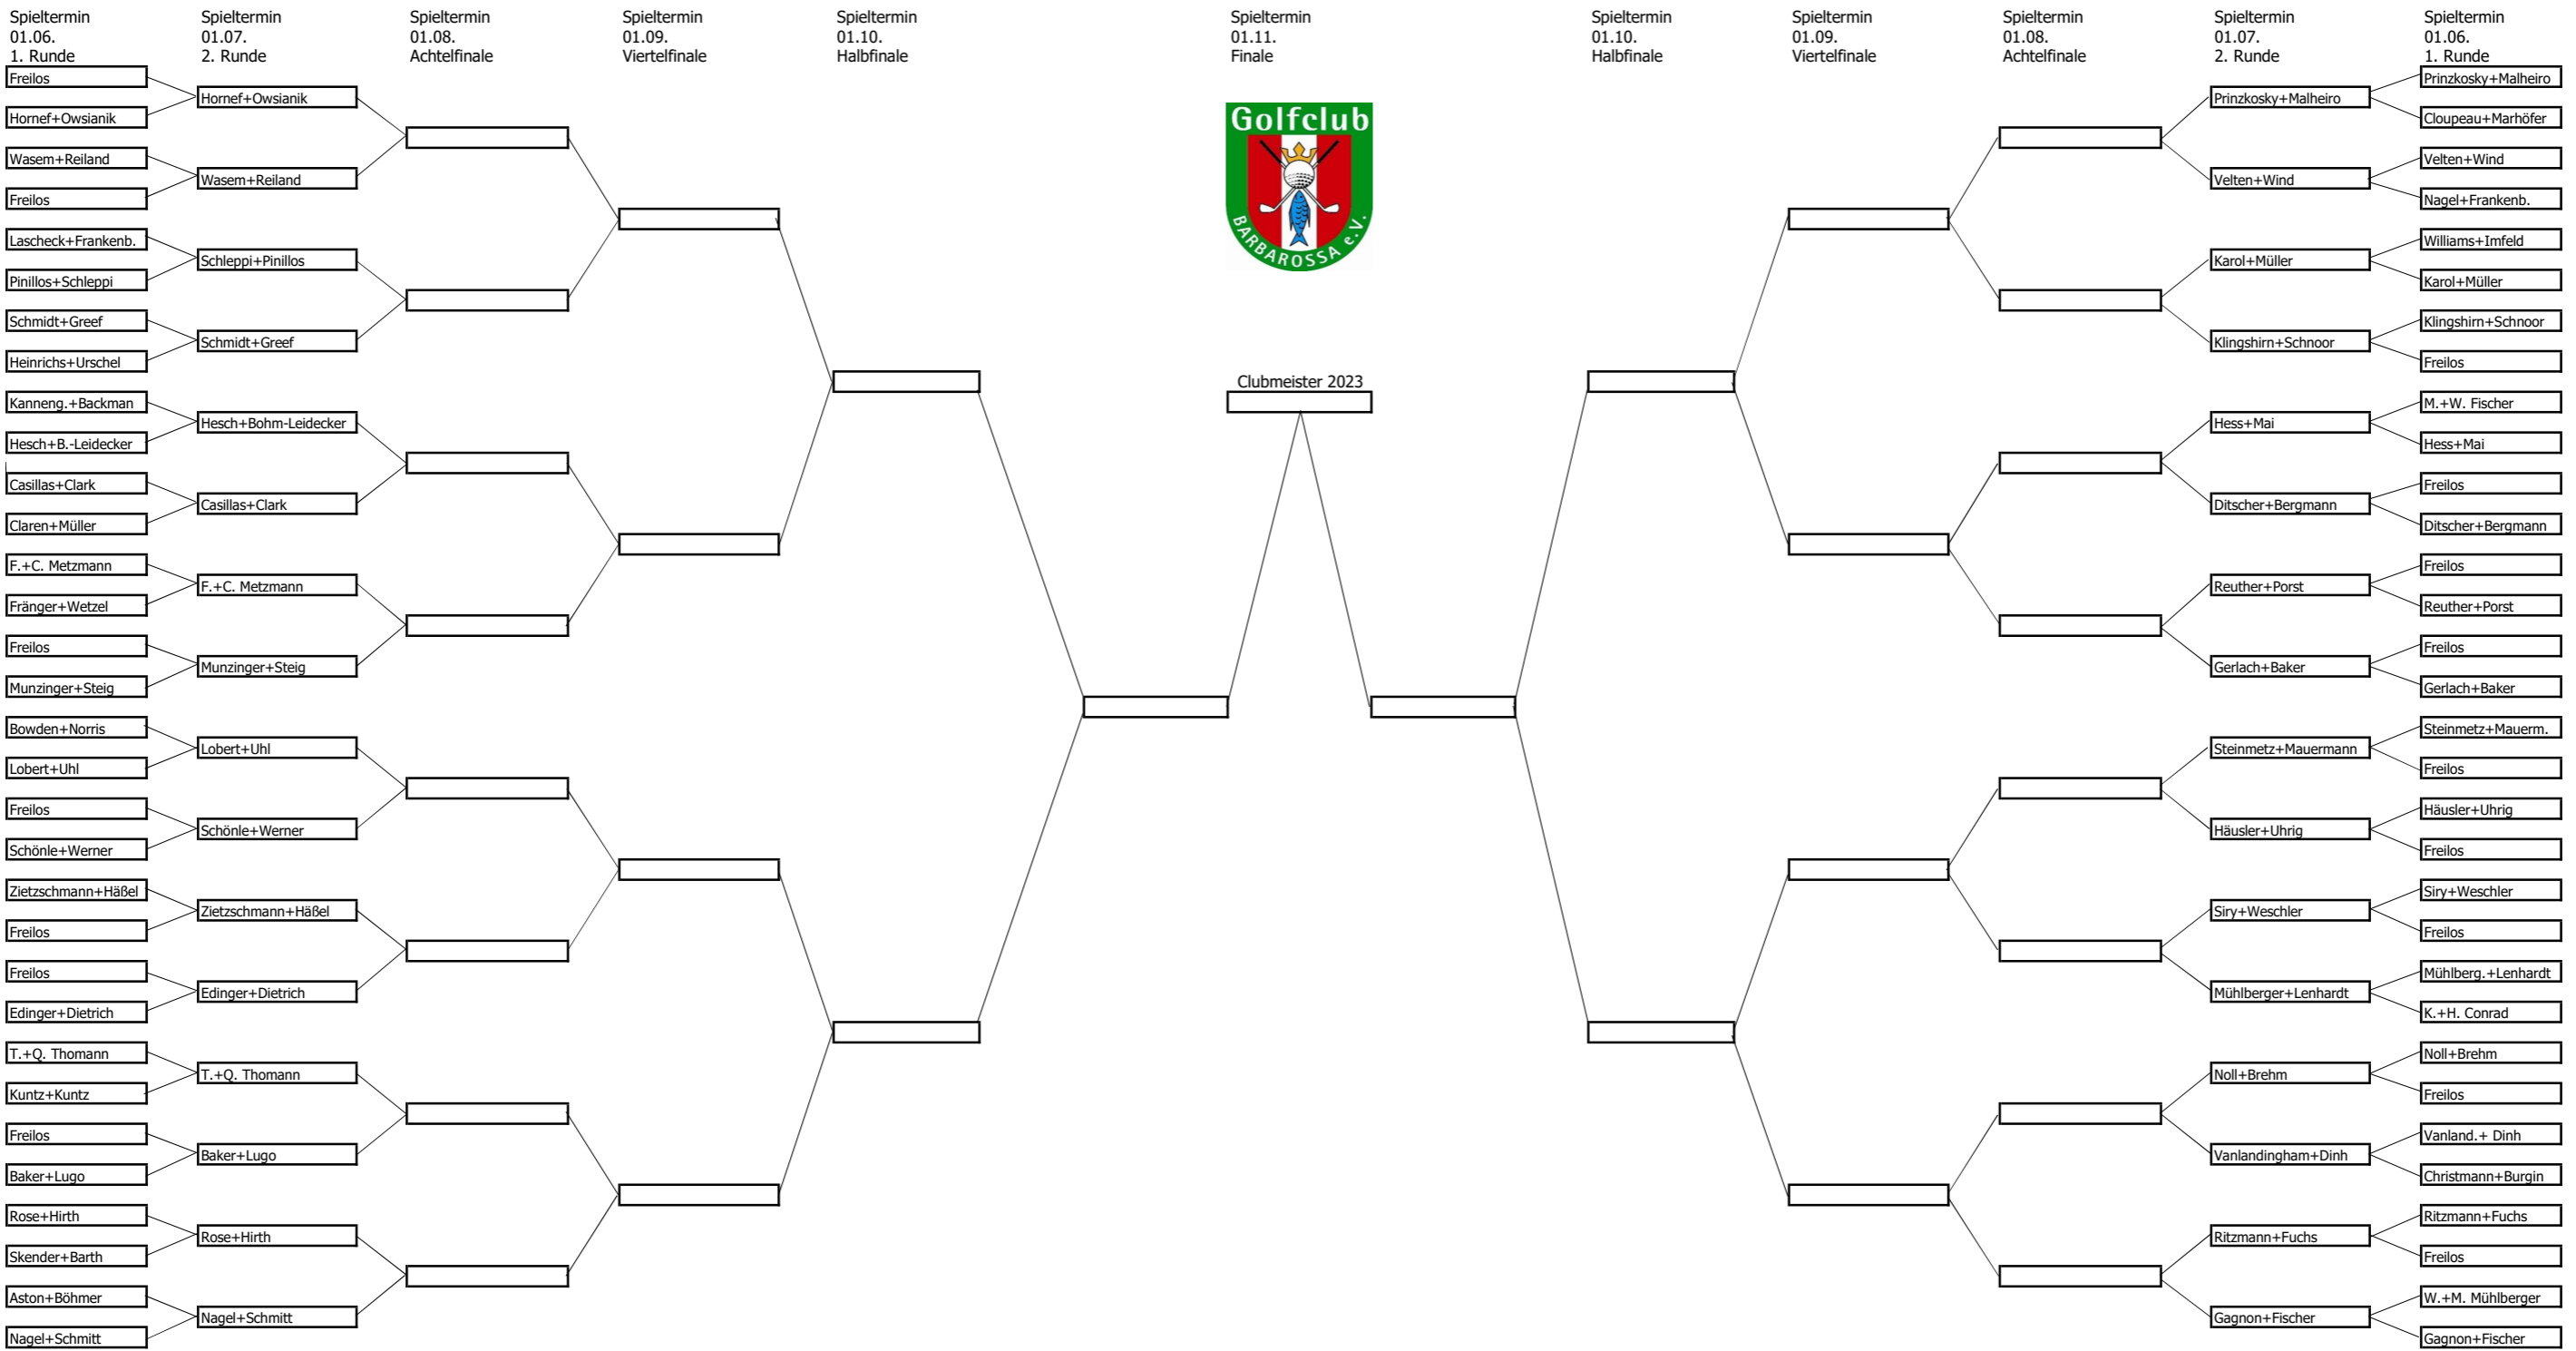 Spieltermin
01.06.
1. Runde
Spieltermin
01.07.
2. Runde
Spieltermin
01.08.
Achtelfinale
Spieltermin
01.09.
Viertelfinale
Spieltermin
01.10.
Halbfinale
Spieltermin
01.11.
Finale
Spieltermin
01.10.
Halbfinale
Spieltermin
01.09.
Viertelfinale
Spieltermin
01.08.
Achtelfinale
Spieltermin
01.07.
2. Runde
Spieltermin
01.06.
1. Runde
Freilos
Hornef+Owsianik
Wasem+Reiland
Freilos
Lascheck+Frankenb.
Pinillos+Schleppi
Schmidt+Greef
Heinrichs+Urschel
Kanneng.+Backman
Hesch+B.-Leidecker
Casillas+Clark
Claren+Müller
F.+C. Metzmann
Fränger+Wetzel
Freilos
Munzinger+Steig
Bowden+Norris
Lobert+Uhl
Freilos
Schönle+Werner
Zietzschmann+Häßel
Freilos
Freilos
Edinger+Dietrich
T.+Q. Thomann
Kuntz+Kuntz
Freilos
Baker+Lugo
Rose+Hirth
Skender+Barth
Aston+Böhmer
Nagel+Schmitt
Hornef+Owsianik
Wasem+Reiland
Schleppi+Pinillos
Schmidt+Greef
Hesch+Bohm-Leidecker
Casillas+Clark
F.+C. Metzmann
Munzinger+Steig
Lobert+Uhl
Schönle+Werner
Zietzschmann+Häßel
Edinger+Dietrich
T.+Q. Thomann
Baker+Lugo
Rose+Hirth
Nagel+Schmitt
Golfclub
BARBAROSSA e.V.
Clubmeister 2023
Prinzkosky+Malheiro
Velten+Wind
Karol+Müller
Klingshirn+Schnoor
Hess+Mai
Ditscher+Bergmann
Reuther+Porst
Gerlach+Baker
Steinmetz+Mauermann
Häusler+Uhrig
Siry+Weschler
Mühlberger+Lenhardt
Noll+Brehm
Vanlandingham+Dinh
Ritzmann+Fuchs
Gagnon+Fischer
Prinzkosky+Malheiro
Cloupeau+Marhöfer
Velten+Wind
Nagel+Frankenb.
Williams+Imfeld
Karol+Müller
Klingshirn+Schnoor
Freilos
M.+W. Fischer
Hess+Mai
Freilos
Ditscher+Bergmann
Freilos
Reuther+Porst
Freilos
Gerlach+Baker
Steinmetz+Mauerm.
Freilos
Häusler+Uhrig
Freilos
Siry+Weschler
Freilos
Mühlberg.+Lenhardt
K.+H. Conrad
Noll+Brehm
Freilos
Vanland.+ Dinh
Christmann+Burgin
Ritzmann+Fuchs
Freilos
W.+M. Mühlberger
Gagnon+Fischer